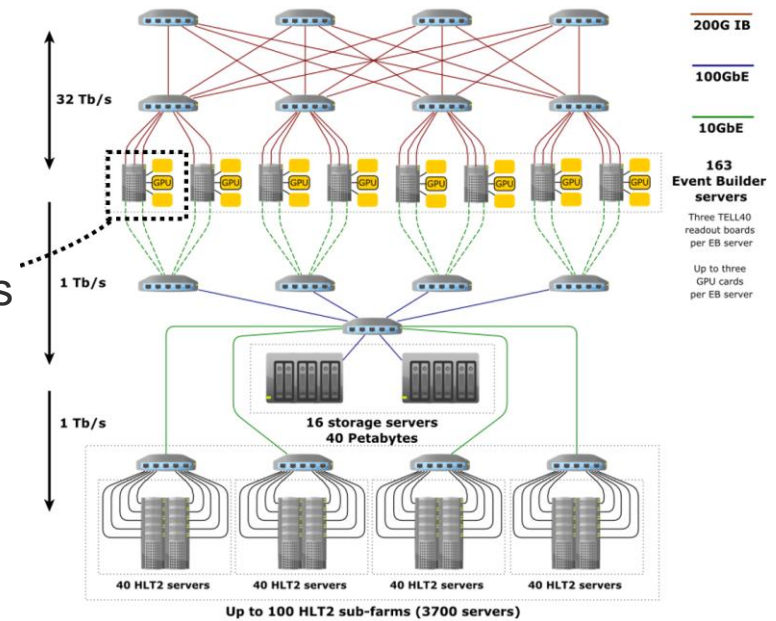 200G IB
100GbE
10GbE
32 Tb/s
GPU GPU GPU GPU GPU GPU GPU GPU
163
Event Builder
servers
Three TELL40
readout boards
per EB server
Up to three
GPU cards
per EB server
s
1 Tb/s
16 storage servers
40 Petabytes
1 Tb/s
40 HLT2 servers 40 HLT2 servers 40 HLT2 servers 40 HLT2 servers
Up to 100 HLT2 sub-farms (3700 servers)